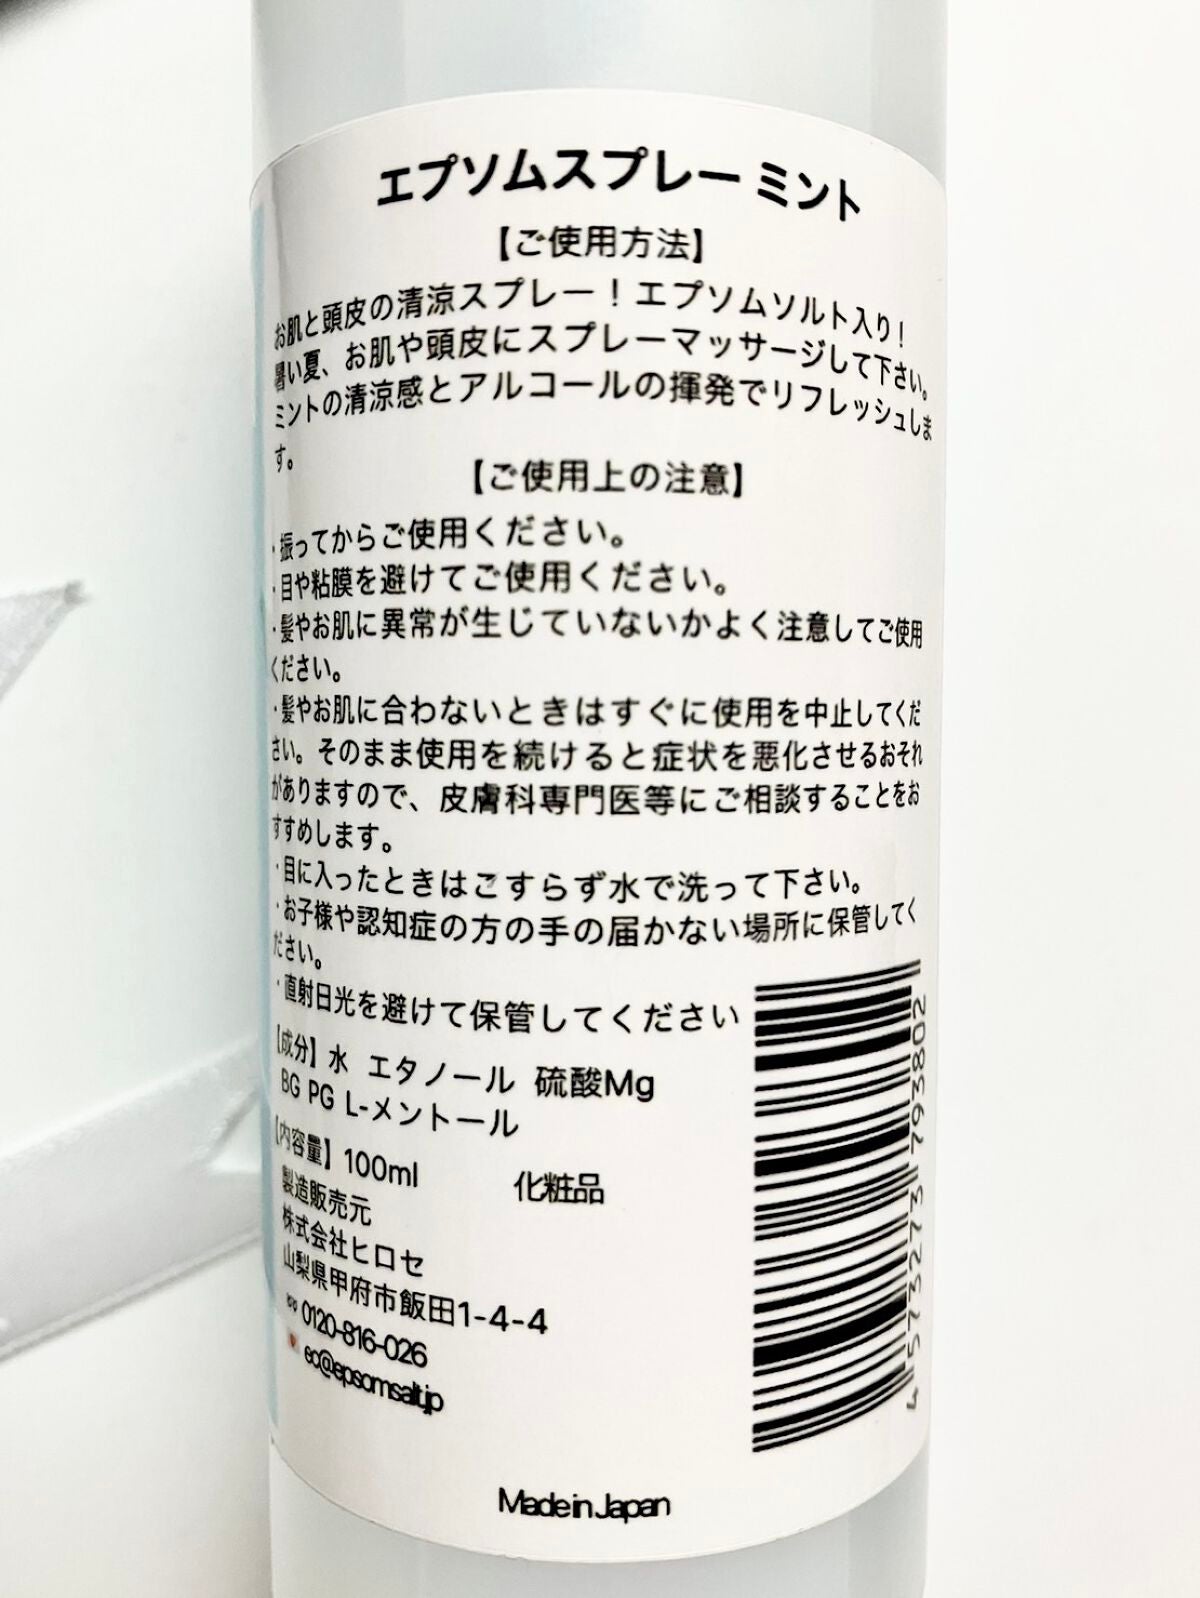 エプソムスプレー ミント
【ご使用方法】
お肌と頭皮の清涼スプレー！エプソムソルト入り！
暑い夏、お肌や頭皮にスプレーマッサージして下さい。
ミントの清涼感とアルコールの揮発でリフレッシュしま
す。
【ご使用上の注意】
・振ってからご使用ください。
・目や粘膜を避けてご使用ください。
・髪やお肌に異常が生じていないかよく注意してご使用
ください。
・髪やお肌に合わないときはすぐに使用を中止してくだ
さい。そのまま使用を続けると症状を悪化させるおそれ
がありますので、皮膚科専門医等にご相談することをお
すすめします。
・目に入ったときはこすらず水で洗って下さい。
・お子様や認知症の方の手の届かない場所に保管してく
ださい。
・直射日光を避けて保管してください
【成分】水 エタノール 硫酸Mg
BG PG L-メントール
【内容量】100ml 化粧品
製造販売元
株式会社ヒロセ
山梨県甲府市飯田1-4-4
0120-816-026
ec@epsomsalt.jp
4 573273 793802
Made in Japan